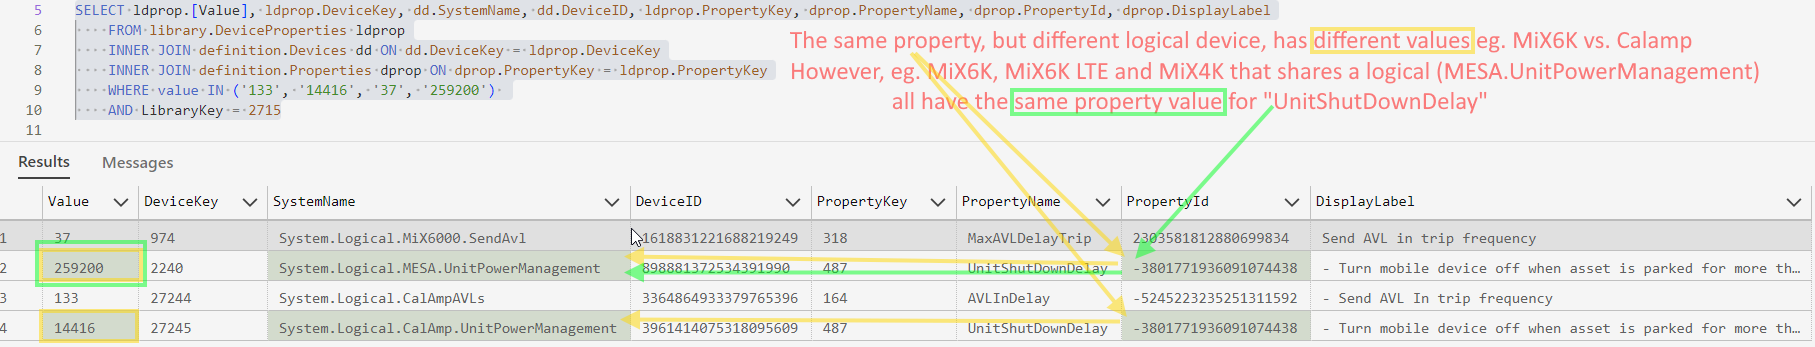 5 SELECT ldprop.[Value], ldprop.DeviceKey, dd.SystemName, dd.DeviceID, ldprop.PropertyKey, dprop.PropertyName, dprop.PropertyId, dprop.DisplayLabel
6 FROM library.DeviceProperties ldprop
7 INNER JOIN definition.Devices dd ON dd.DeviceKey = ldprop.DeviceKey
8 INNER JOIN definition.Properties dprop ON dprop.PropertyKey = ldprop.PropertyKey
9 WHERE value IN ('133', '14416', '37', '259200')
10 AND LibraryKey = 2715
11
The same property, but different logical device, has different values eg. MiX6K vs. Calamp
However, eg. MiX6K, MiX6K LTE and MiX4K that shares a logical (MESA.UnitPowerManagement)
all have the same property value for "UnitShutDownDelay"
Results Messages
Value DeviceKey SystemName DeviceID PropertyKey PropertyName PropertyId DisplayLabel
1 37 974 System.Logical.MiX6000.SendAvl 1618831221688219249 318 MaxAVLDelayTrip 2303581812880699834 Send AVL in trip frequency
2 259200 2240 System.Logical.MESA.UnitPowerManagement 898881372534391990 487 UnitShutDownDelay -3801771936091074438 - Turn mobile device off when asset is parked for more th…
3 133 27244 System.Logical.CalAmpAVLs 3364864933379765396 164 AVLInDelay -5245223235251311592 - Send AVL In trip frequency
4 14416 27245 System.Logical.CalAmp.UnitPowerManagement 3961414075318095609 487 UnitShutDownDelay -3801771936091074438 - Turn mobile device off when asset is parked for more th…